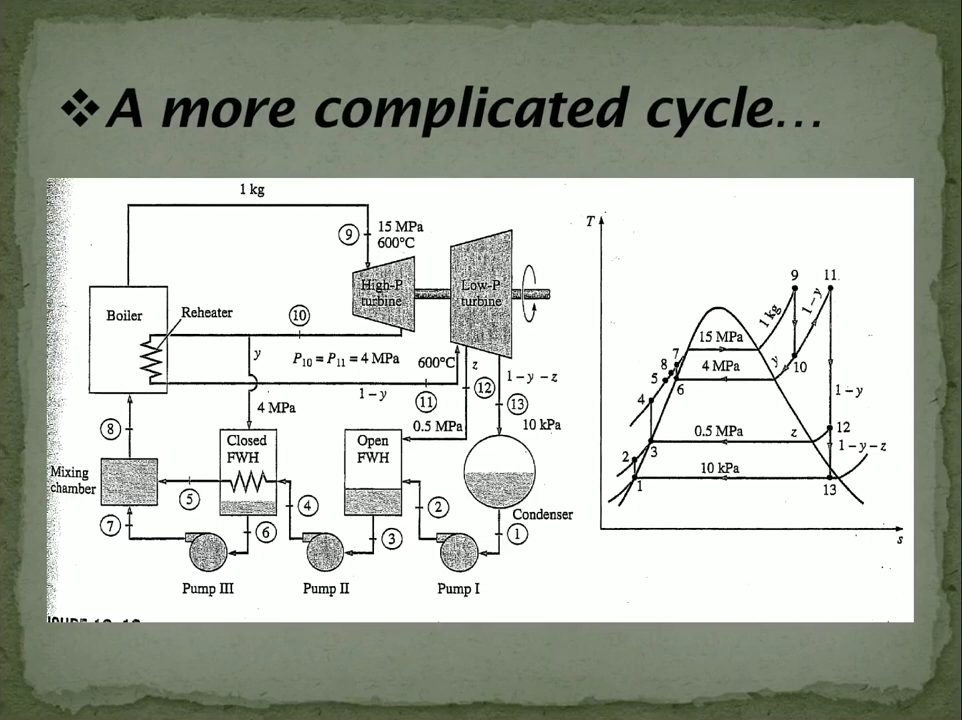 ❖A more complicated cycle...
1 kg
9
15 MPa
600°C
High-P
turbine
Low-P
turbine
Boiler
Reheater
10
y
P10 = P11 = 4 MPa
600°C
z
12
1 - y - z
1 - y
11
13
4 MPa
0.5 MPa
10 kPa
8
Closed
FWH
Open
FWH
Mixing
chamber
5
4
2
Condenser
7
6
3
1
Pump III
Pump II
Pump I
T
9
11
1 kg
1 - y
15 MPa
7
8
5
4 MPa
y
10
6
4
1 - y
0.5 MPa
z
12
3
1 - y - z
2
10 kPa
1
13
s